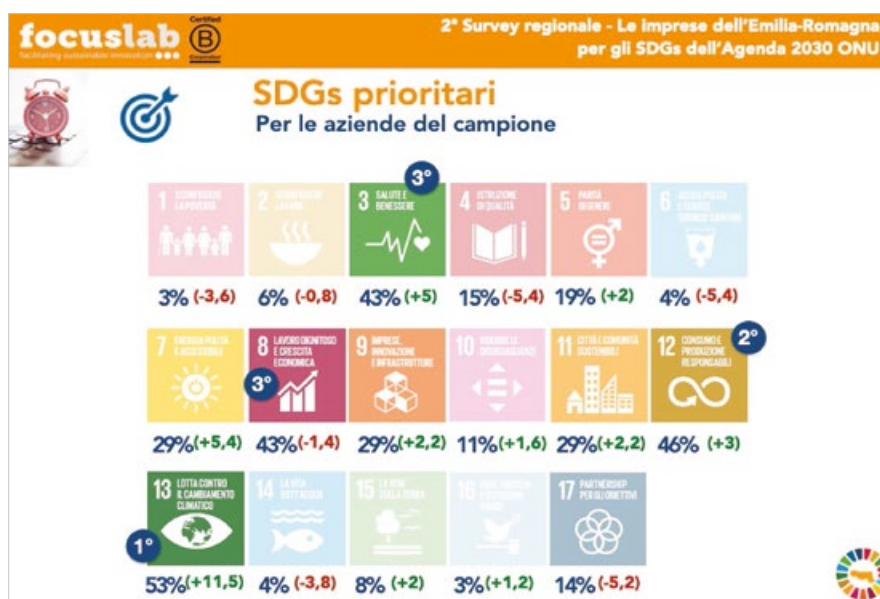 focuslab
facilitating sustainable innovation
Certified
B
Corporation
2ª Survey regionale - Le imprese dell'Emilia-Romagna
per gli SDGs dell'Agenda 2030 ONU
SDGs prioritari
Per le aziende del campione
1 SCONFIGGERE
LA POVERTÀ
2 SCONFIGGERE
LA FAME
3 SALUTE E
BENESSERE
3°
4 ISTRUZIONE
DI QUALITÀ
5 PARITÀ
DI GENERE
6
3% (-3,6)
6% (-0,8)
43% (+5)
15% (-5,4)
19% (+2)
4% (-5,4)
7 ENERGIA PULITA
E ACCESSIBILE
8 LAVORO DIGNITOSO
E CRESCITA
ECONOMICA
3°
9 IMPRESE,
INNOVAZIONE
E INFRASTRUTTURE
10 RIDURRE LE
DISUGUAGLIANZE
11 CITTÀ E COMUNITÀ
SOSTENIBILI
12 CONSUMO E
PRODUZIONE
RESPONSABILI
2°
29%(+5,4)
43%(-1,4)
29%(+2,2)
11%(+1,6)
29%(+2,2)
46% (+3)
13 LOTTA CONTRO
IL CAMBIAMENTO
CLIMATICO
1°
14 LA VITA
SOTT'ACQUA
15 LA VITA
SULLA TERRA
16
17 PARTNERSHIP
PER GLI OBIETTIVI
53%(+11,5)
4% (-3,8)
8% (+2)
3% (+1,2)
14% (-5,2)